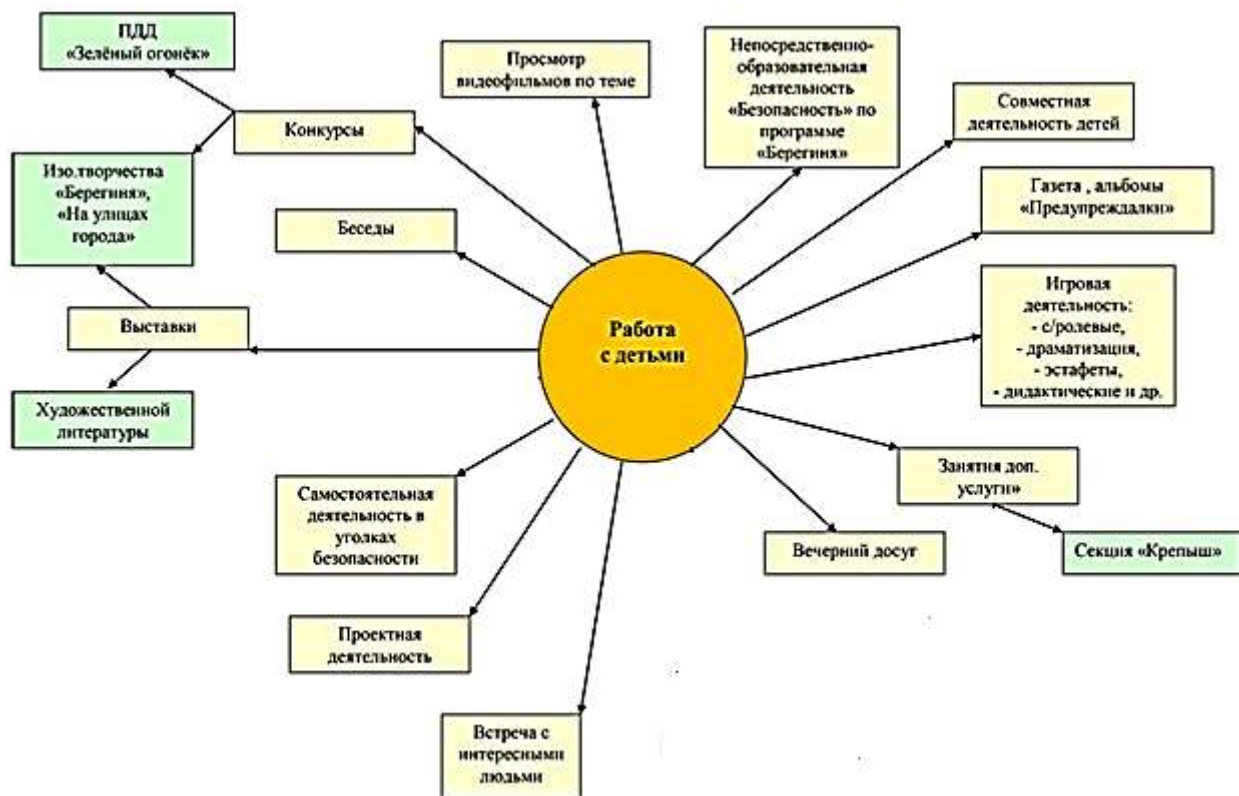 ПДД
«Зелёный огонёк»
Просмотр
видеофильмов по теме
Непосредственно-
образовательная
деятельность
«Безопасность» по
программе
«Берегиня»
Совместная
деятельность детей
Конкурсы
Изо.творчества
«Берегиня»,
«На улицах
города»
Газета , альбомы
«Предупреждалки»
Беседы
Игровая
деятельность:
- с/ролевые,
- драматизация,
- эстафеты,
- дидактические и др.
Выставки
Работа
с детьми
Художественной
литературы
Занятия доп.
услуги»
Самостоятельная
деятельность в
уголках
безопасности
Вечерний досуг
Секция «Крепыш»
Проектная
деятельность
Встреча с
интересными
людьми